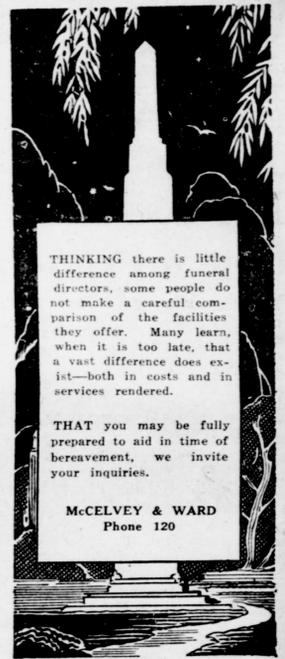 THINKING there is little
difference among funeral
directors, some people do
not make a careful com-
parison of the facilities
they offer. Many learn,
when it is too late, that
a vast difference does ex-
ist—both in costs and in
services rendered.
THAT you may be fully
prepared to aid in time of
bereavement, we invite
your inquiries.
McCELVEY & WARD
Phone 120